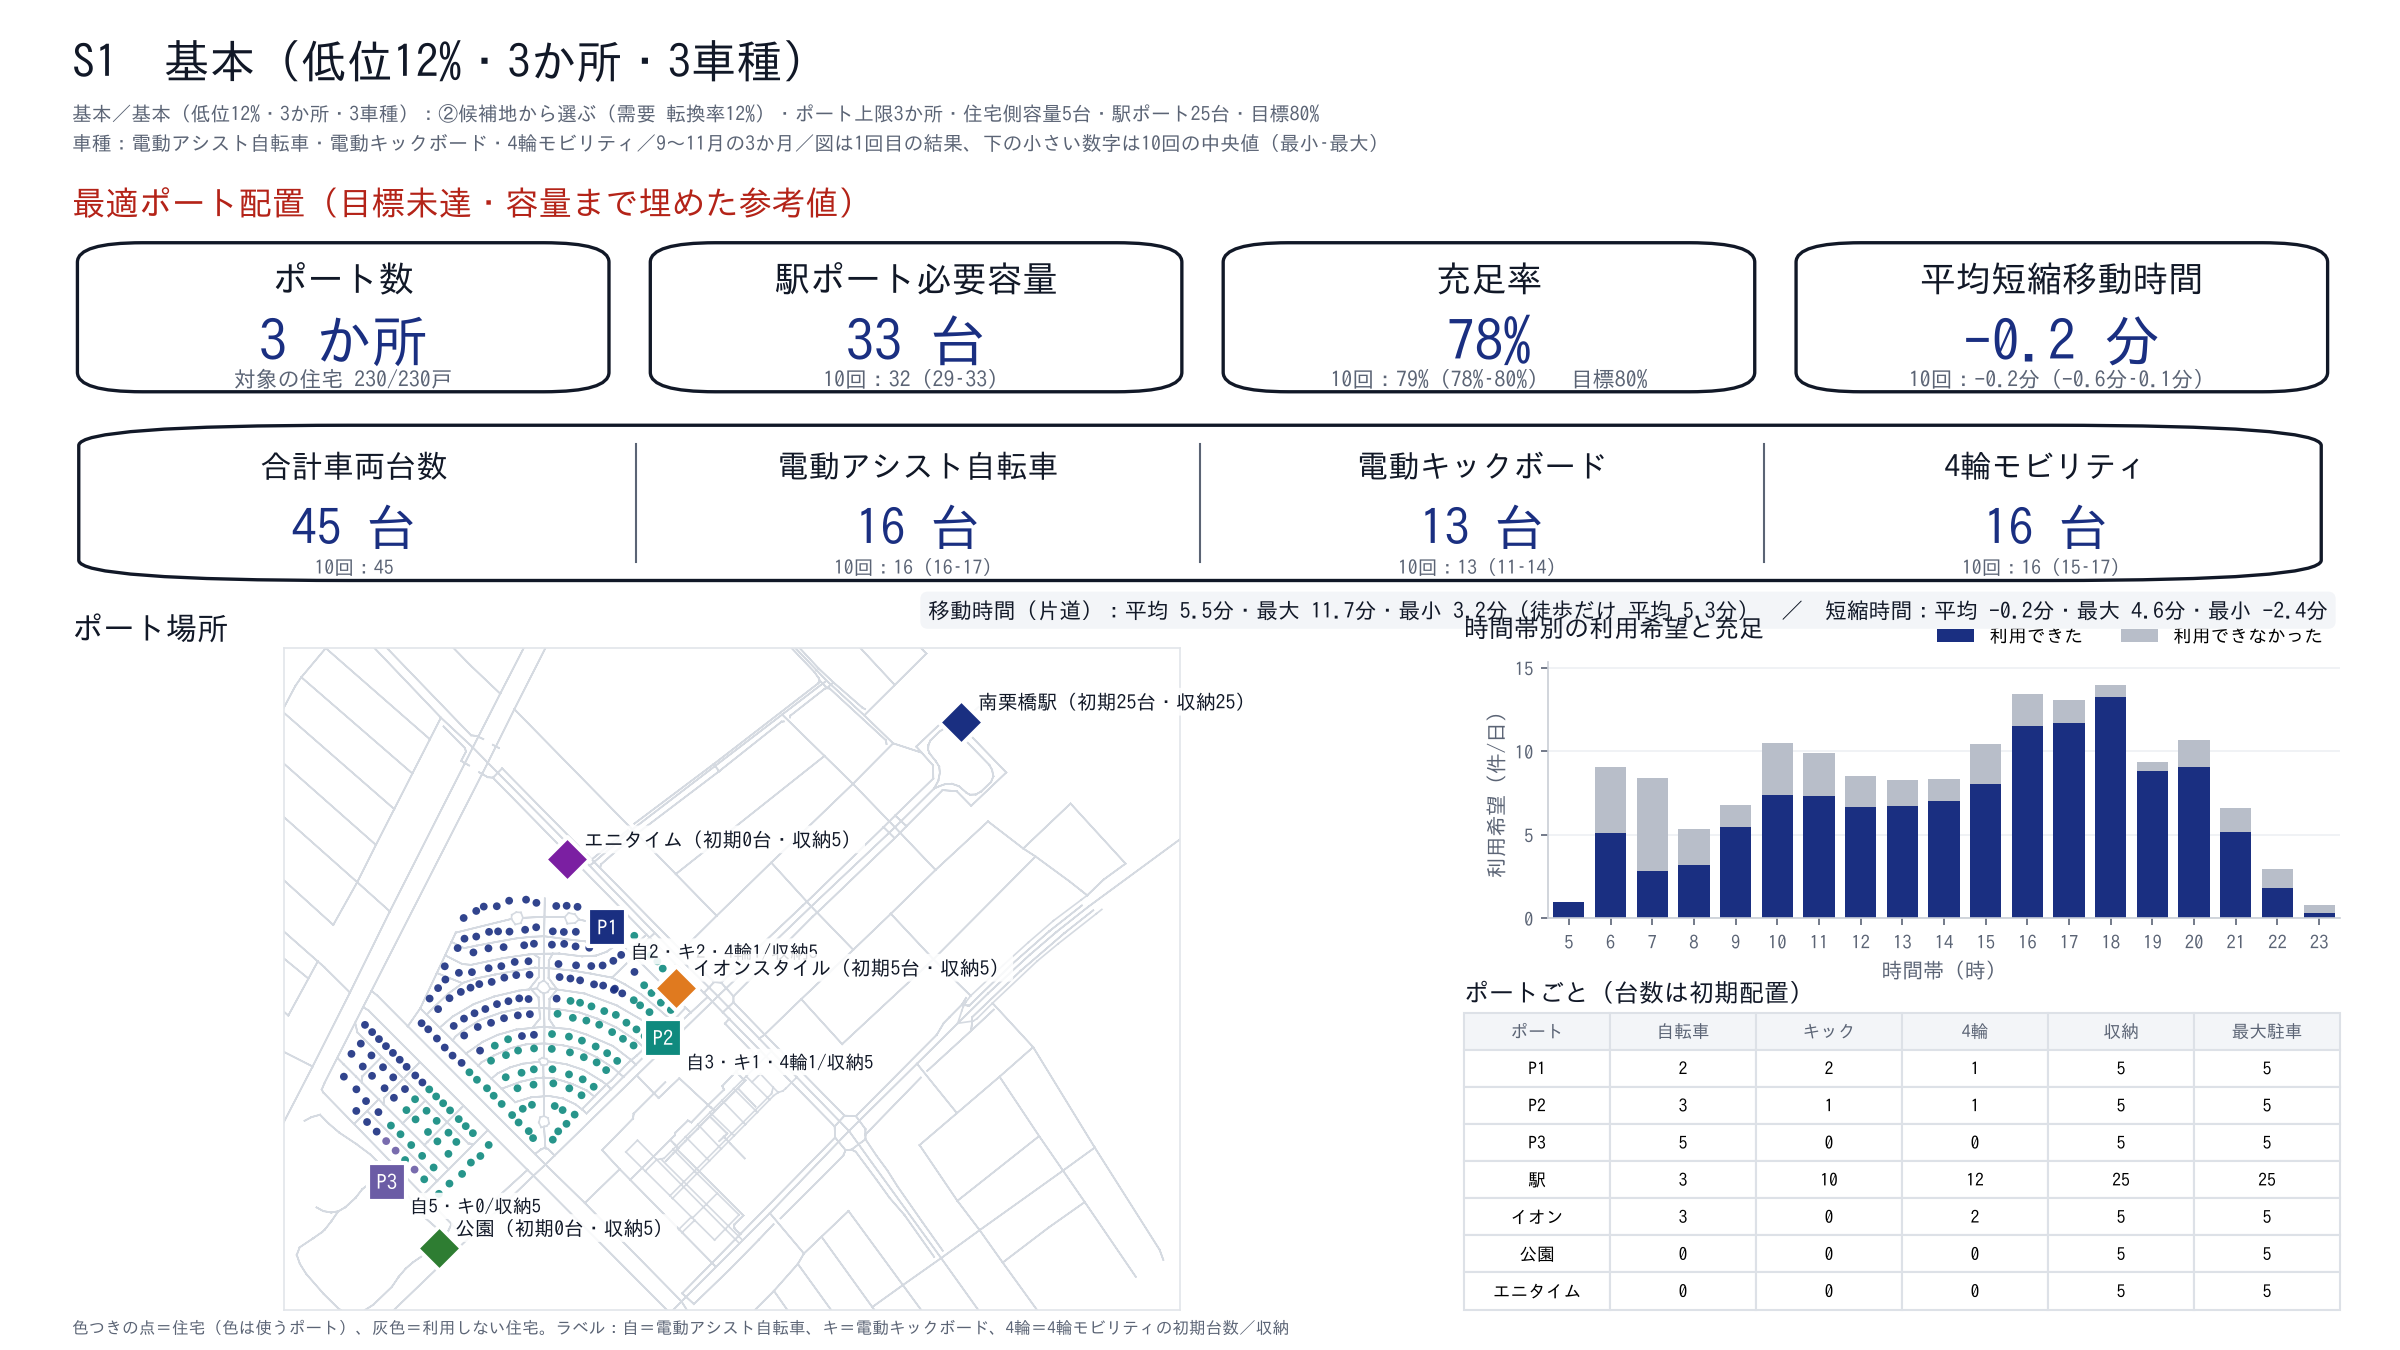 S1　基本（低位12%・3か所・3車種）
基本／基本（低位12%・3か所・3車種）：②候補地から選ぶ（需要 転換率12%）・ポート上限3か所・住宅側容量5台・駅ポート25台・目標80%
車種：電動アシスト自転車・電動キックボード・4輪モビリティ／9〜11月の3か月／図は1回目の結果、下の小さい数字は10回の中央値（最小-最大）
最適ポート配置（目標未達・容量まで埋めた参考値）
ポート数
3 か所
対象の住宅 230/230戸
駅ポート必要容量
33 台
10回：32（29-33）
充足率
78%
10回：79%（78%-80%）　目標80%
平均短縮移動時間
-0.2 分
10回：-0.2分（-0.6分-0.1分）
合計車両台数
45 台
10回：45
電動アシスト自転車
16 台
10回：16（16-17）
電動キックボード
13 台
10回：13（11-14）
4輪モビリティ
16 台
10回：16（15-17）
移動時間（片道）：平均 5.5分・最大 11.7分・最小 3.2分（徒歩だけ 平均 5.3分）　／　短縮時間：平均 -0.2分・最大 4.6分・最小 -2.4分
ポート場所
南栗橋駅（初期25台・収納25）
エニタイム（初期0台・収納5）
P1
自2・キ2・4輪1/収納5
イオンスタイル（初期5台・収納5）
P2
自3・キ1・4輪1/収納5
P3
自5・キ0/収納5
公園（初期0台・収納5）
時間帯別の利用希望と充足
利用できた
利用できなかった
利用希望（件/日）
15
10
5
0
5 6 7 8 9 10 11 12 13 14 15 16 17 18 19 20 21 22 23
時間帯（時）
ポートごと（台数は初期配置）
ポート 自転車 キック 4輪 収納 最大駐車
P1 2 2 1 5 5
P2 3 1 1 5 5
P3 5 0 0 5 5
駅 3 10 12 25 25
イオン 3 0 2 5 5
公園 0 0 0 5 5
エニタイム 0 0 0 5 5
色つきの点＝住宅（色は使うポート）、灰色＝利用しない住宅。ラベル：自＝電動アシスト自転車、キ＝電動キックボード、4輪＝4輪モビリティの初期台数／収納